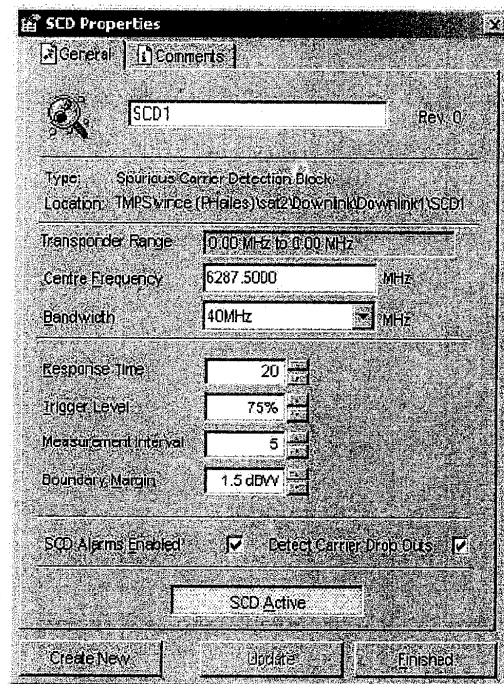 SCD Properties
General Comments
SCD1 Rev. 0
Type: Spurious Carrier Detection Block
Location: TMPS\vince (PHales)\sat2\Downlink\Downlink1\SCD1
Transponder Range 0.00 MHz to 0.00 MHz
Centre Frequency 6287.5000 MHz
Bandwidth 40MHz MHz
Response Time 20
Trigger Level 75%
Measurement Interval 5
Boundary Margin 1.5 dBW
SCD Alarms Enabled Detect Carrier Drop Outs
SCD Active
Create New Update Finished